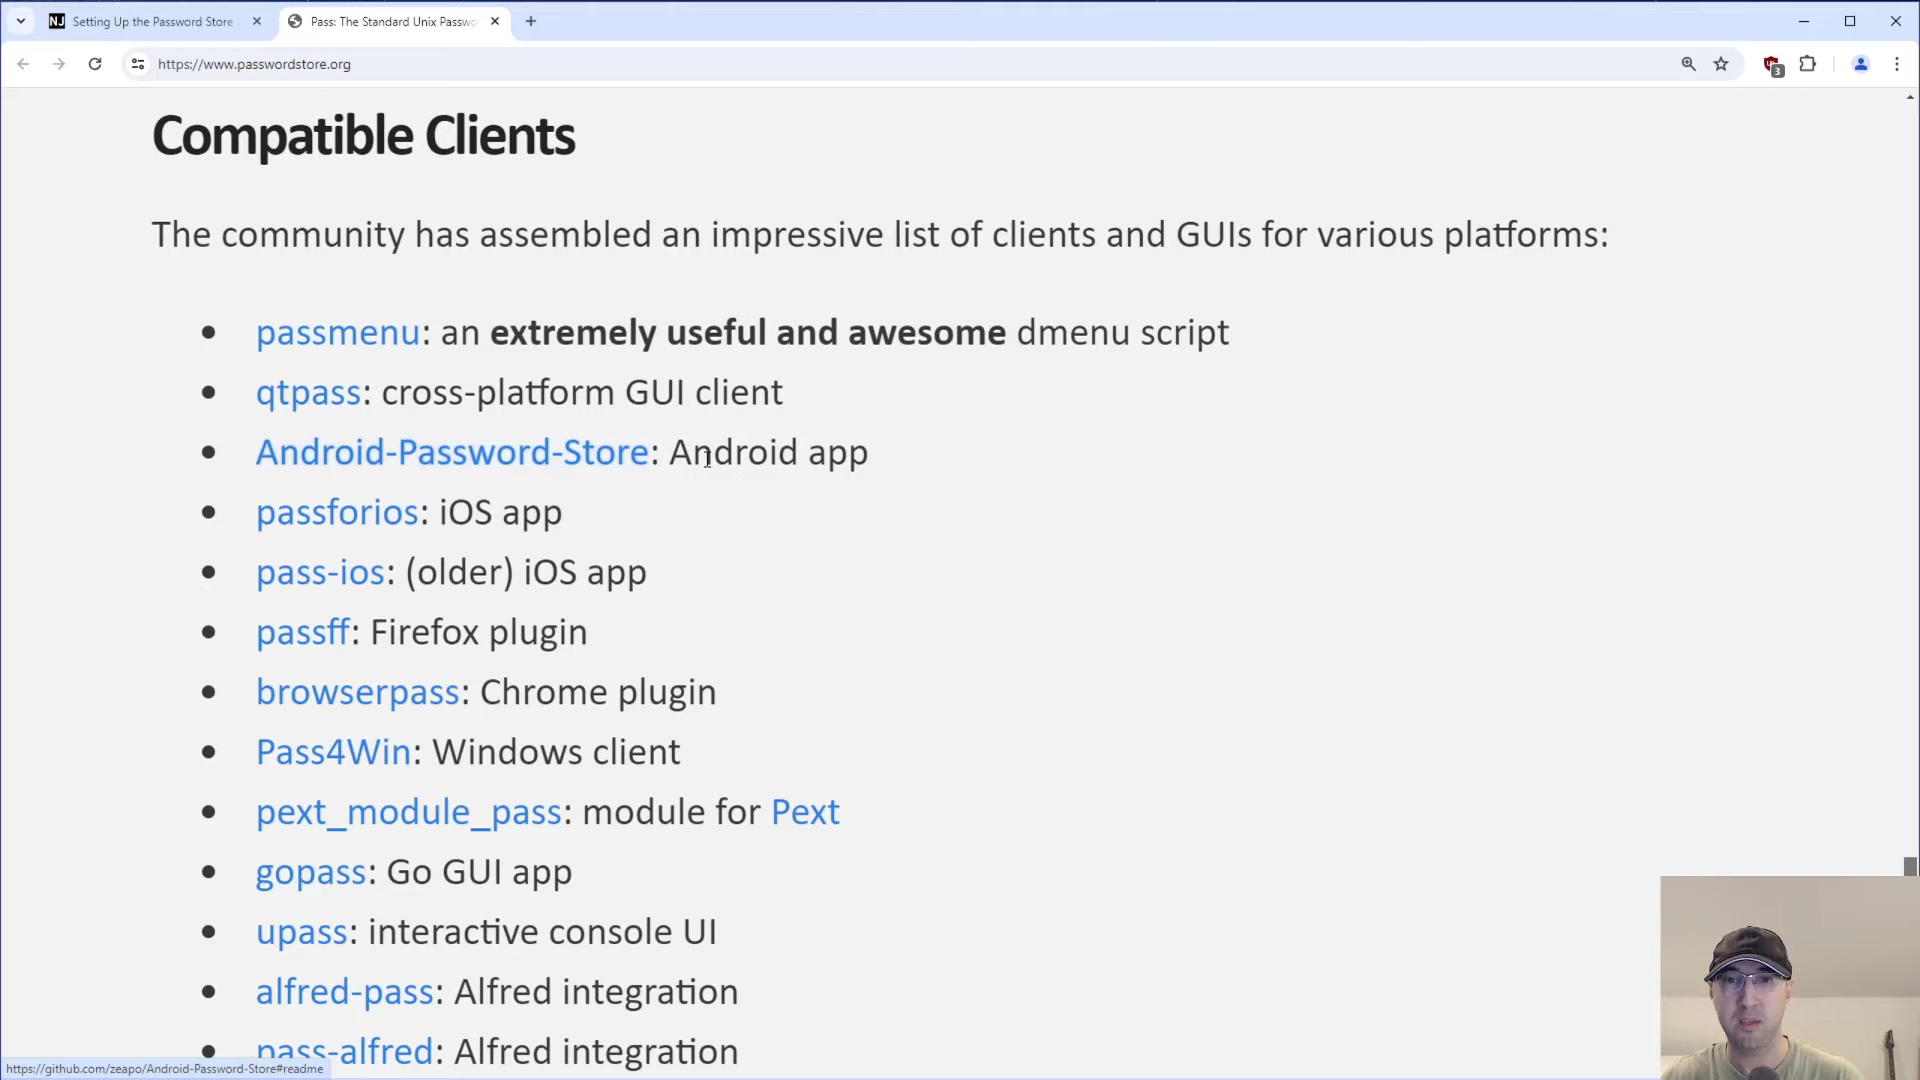 NJ Setting Up the Password Store
Pass: The Standard Unix Passwo
https://www.passwordstore.org
3
Compatible Clients
The community has assembled an impressive list of clients and GUIs for various platforms:
passmenu: an extremely useful and awesome dmenu script
qtpass: cross-platform GUI client
Android-Password-Store: Android app
passforios: iOS app
pass-ios: (older) iOS app
passff: Firefox plugin
browserpass: Chrome plugin
Pass4Win: Windows client
pext_module_pass: module for Pext
gopass: Go GUI app
upass: interactive console UI
alfred-pass: Alfred integration
pass-alfred: Alfred integration
https://github.com/zeapo/Android-Password-Store#readme